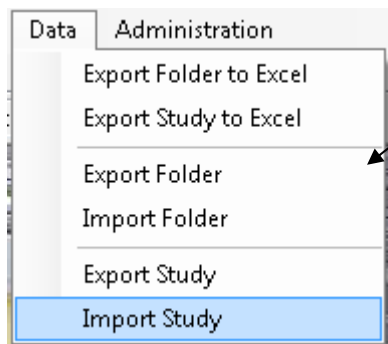 Data Administration
Export Folder to Excel
Export Study to Excel
Export Folder
Import Folder
Export Study
Import Study